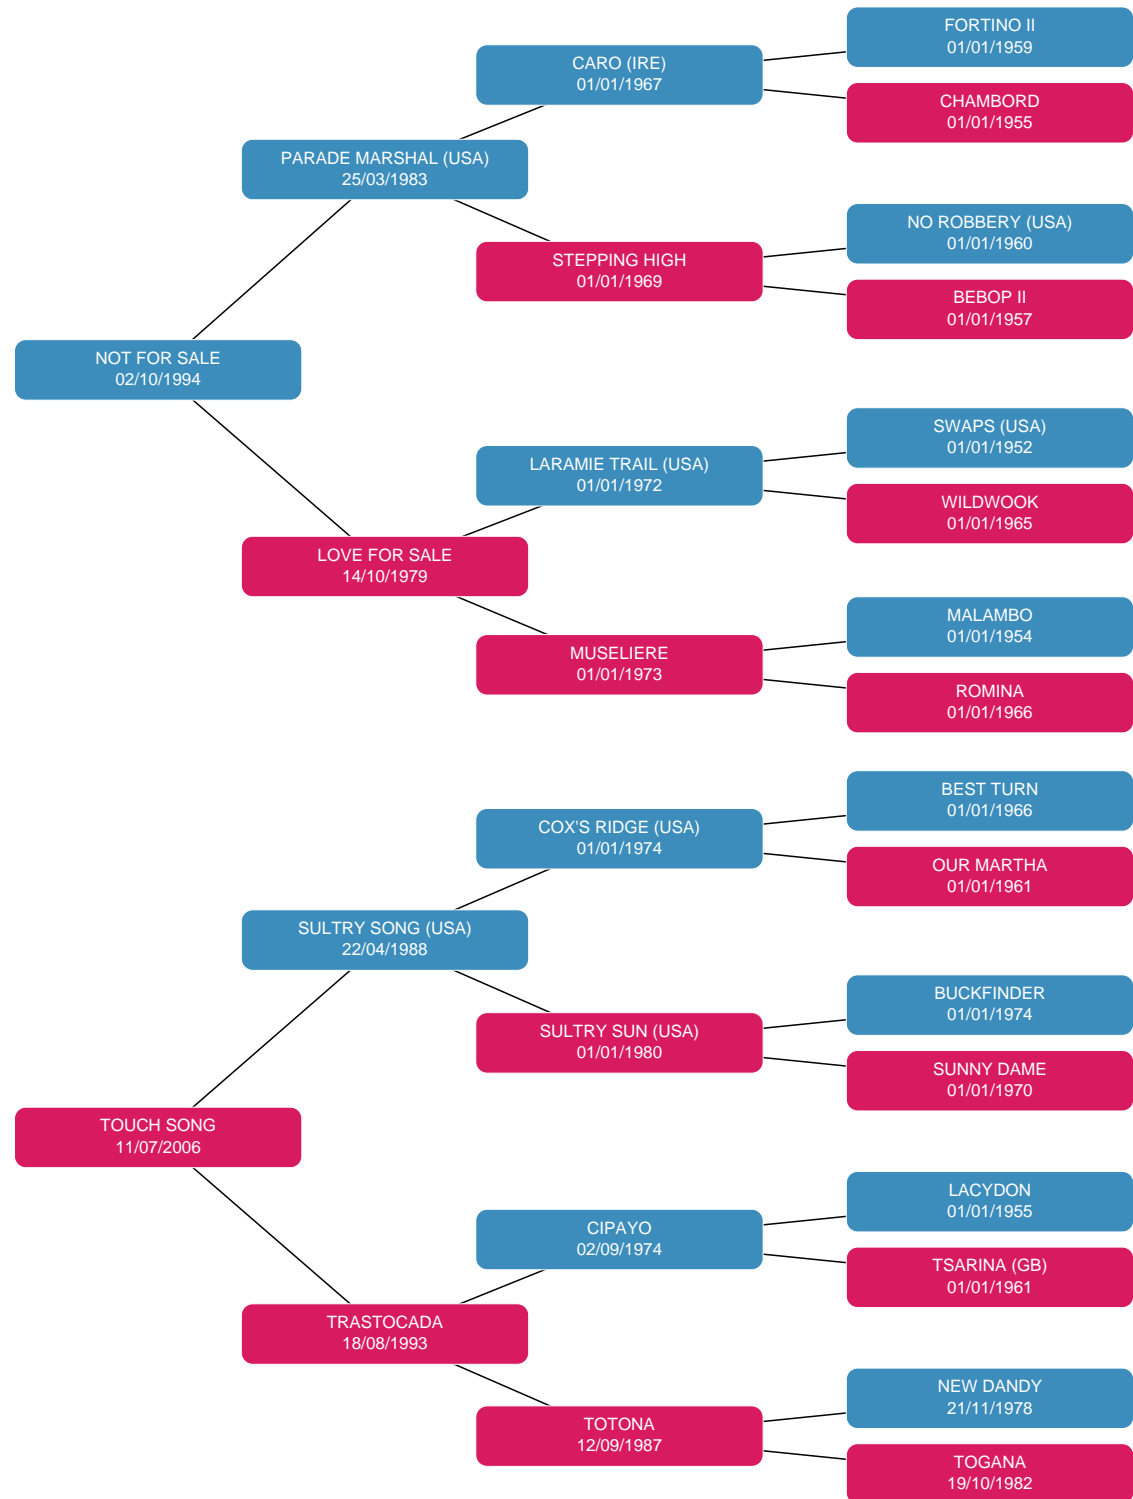 FORTINO II
01/01/1959
CARO (IRE)
01/01/1967
CHAMBORD
01/01/1955
PARADE MARSHAL (USA)
25/03/1983
NO ROBBERY (USA)
01/01/1960
STEPPING HIGH
01/01/1969
BEBOP II
01/01/1957
NOT FOR SALE
02/10/1994
SWAPS (USA)
01/01/1952
LARAMIE TRAIL (USA)
01/01/1972
WILDWOOK
01/01/1965
LOVE FOR SALE
14/10/1979
MALAMBO
01/01/1954
MUSELIERE
01/01/1973
ROMINA
01/01/1966
BEST TURN
01/01/1966
COX'S RIDGE (USA)
01/01/1974
OUR MARTHA
01/01/1961
SULTRY SONG (USA)
22/04/1988
BUCKFINDER
01/01/1974
SULTRY SUN (USA)
01/01/1980
SUNNY DAME
01/01/1970
TOUCH SONG
11/07/2006
LACYDON
01/01/1955
CIPAYO
02/09/1974
TSARINA (GB)
01/01/1961
TRASTOCADA
18/08/1993
NEW DANDY
21/11/1978
TOTONA
12/09/1987
TOGANA
19/10/1982